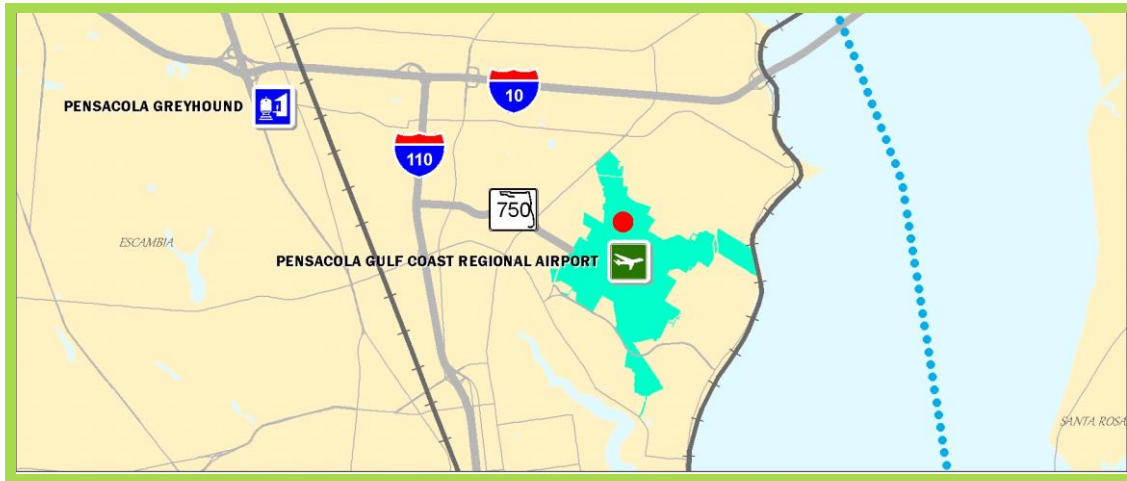 10
PENSACOLA GREYHOUND
110
750
ESCAMBIA
PENSACOLA GULF COAST REGIONAL AIRPORT
SANTA ROSA